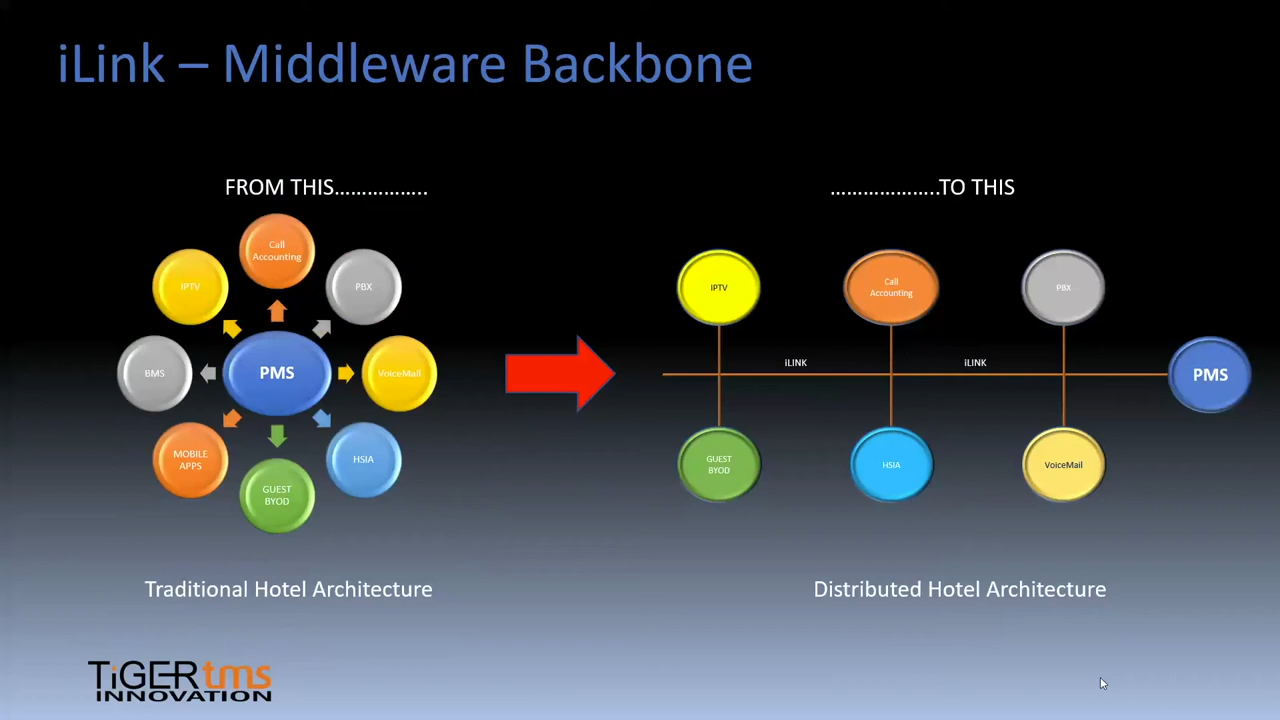 iLink – Middleware Backbone
FROM THIS……………..
Call
Accounting
IPTV
PBX
BMS
PMS
VoiceMail
MOBILE
APPS
HSIA
GUEST
BYOD
Traditional Hotel Architecture
………………..TO THIS
IPTV
Call
Accounting
PBX
iLINK
iLINK
PMS
GUEST
BYOD
HSIA
VoiceMail
Distributed Hotel Architecture
TiGERtms
INNOVATION